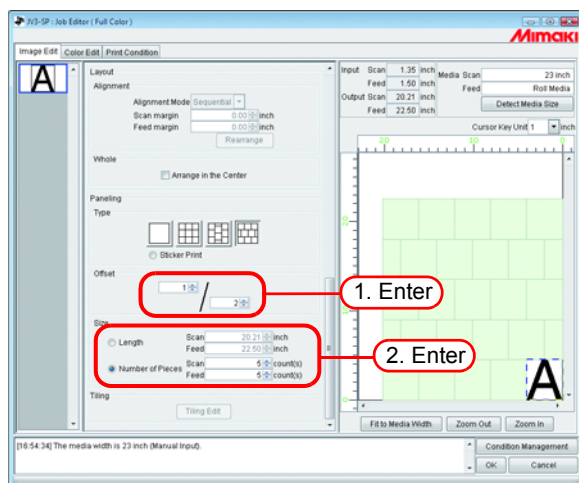 JV3-SP : Job Editor ( Full Color )
Mimaki
Image Edit Color Edit Print Condition
A
Layout
Alignment
Alignment Mode Sequential
Scan margin 0.00 inch
Feed margin 0.00 inch
Rearrange
Whole
Arrange in the Center
Paneling
Type
Sticker Print
Offset
1 / 2
Size
Length
Scan 20.21 inch
Feed 22.50 inch
Number of Pieces
Scan 5 count(s)
Feed 5 count(s)
Tiling
Tiling Edit
1. Enter
2. Enter
Input Scan 1.35 inch
Feed 1.50 inch
Output Scan 20.21 inch
Feed 22.50 inch
Media Scan 23 inch
Feed Roll Media
Detect Media Size
Cursor Key Unit 1 inch
20 10 0
20
10
0
A
Fit to Media Width Zoom Out Zoom In
[16:54:34] The media width is 23 inch (Manual Input).
Condition Management
OK Cancel